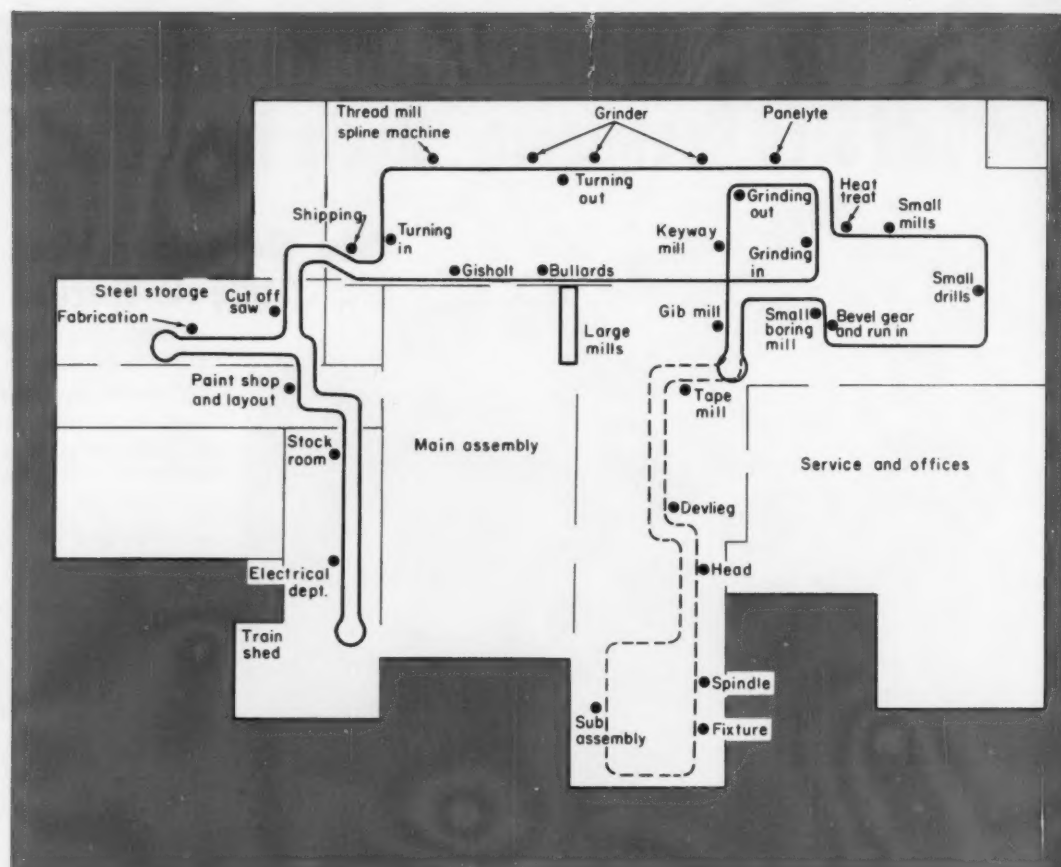 Thread mill
spline machine
Grinder
Panelyte
Turning
out
Grinding
out
Heat
treat
Small
mills
Shipping
Turning
in
Keyway
mill
Grinding
in
Gisholt
Bullards
Steel storage
Cut off
saw
Fabrication
Small
drills
Gib mill
Small
boring
mill
Bevel gear
and run in
Large
mills
Paint shop
and layout
Tape
mill
Stock
room
Main assembly
Service and offices
Devlieg
Electrical
dept.
Head
Train
shed
Spindle
Sub
assembly
Fixture